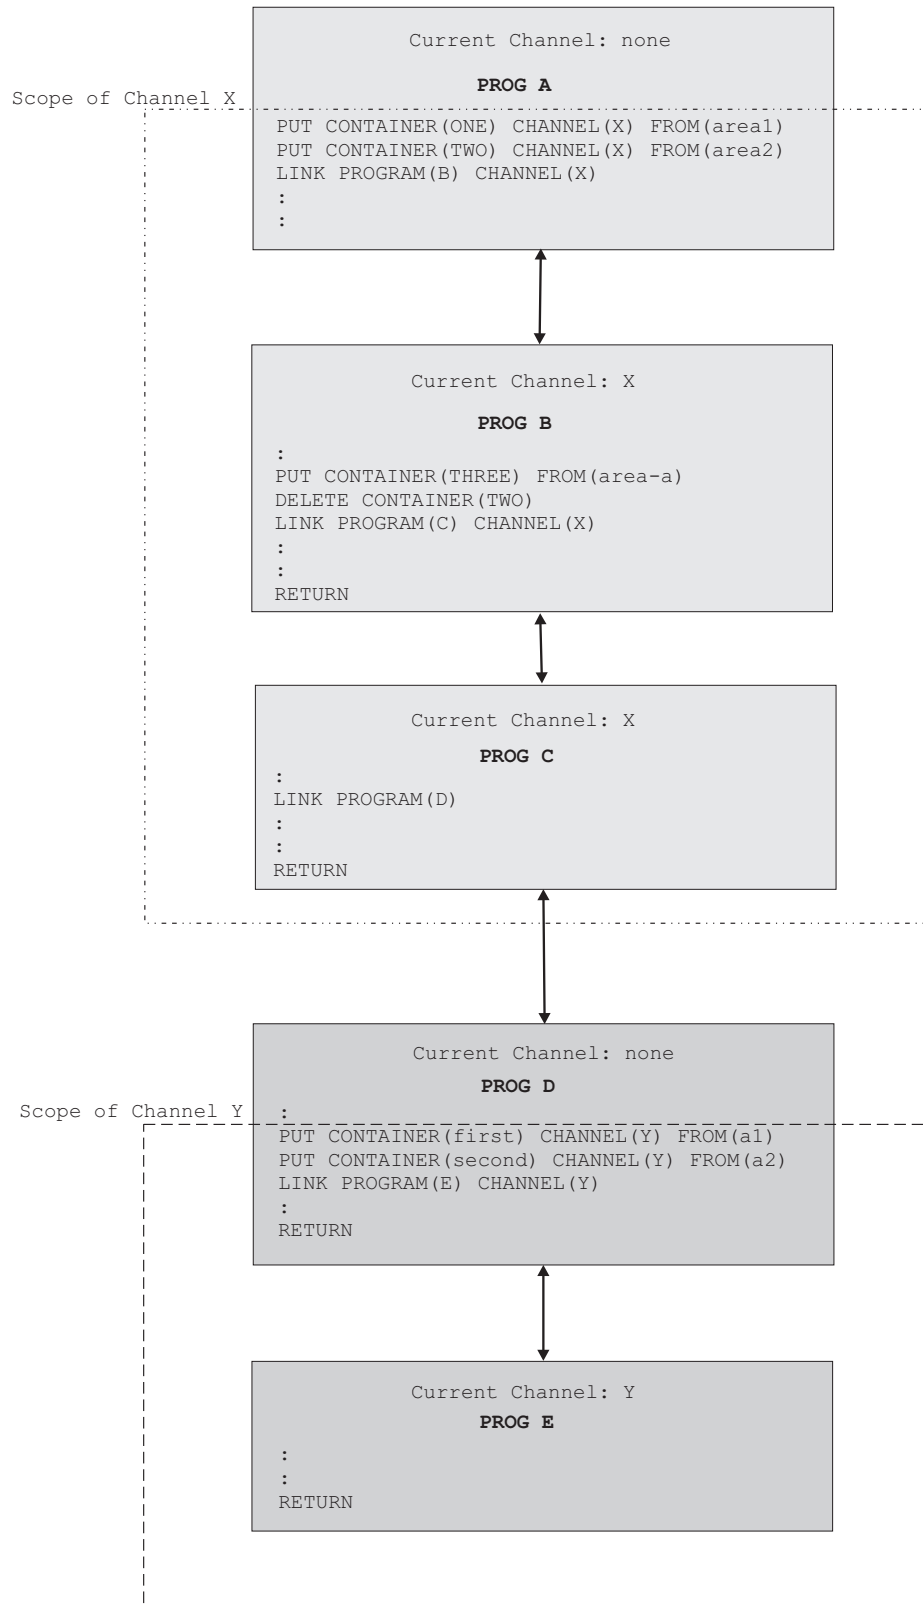 Current Channel: none
PROG A
Scope of Channel X
PUT CONTAINER(ONE) CHANNEL(X) FROM(area1)
PUT CONTAINER(TWO) CHANNEL(X) FROM(area2)
LINK PROGRAM(B) CHANNEL(X)
:
:
Current Channel: X
PROG B
:
PUT CONTAINER(THREE) FROM(area-a)
DELETE CONTAINER(TWO)
LINK PROGRAM(C) CHANNEL(X)
:
:
RETURN
Current Channel: X
PROG C
:
LINK PROGRAM(D)
:
:
RETURN
Current Channel: none
PROG D
Scope of Channel Y
:
PUT CONTAINER(first) CHANNEL(Y) FROM(a1)
PUT CONTAINER(second) CHANNEL(Y) FROM(a2)
LINK PROGRAM(E) CHANNEL(Y)
:
RETURN
Current Channel: Y
PROG E
:
:
RETURN